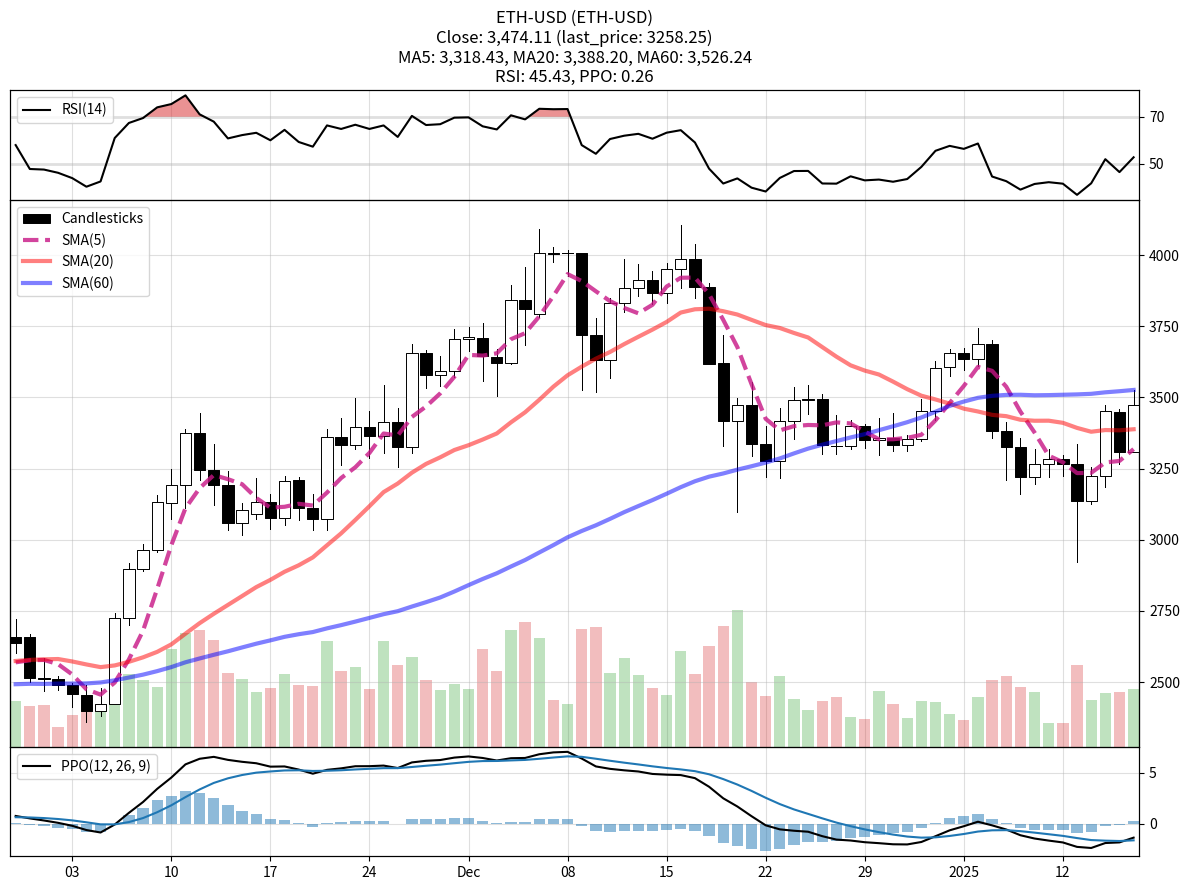 ETH-USD (ETH-USD)
Close: 3,474.11 (last_price: 3258.25)
MA5: 3,318.43, MA20: 3,388.20, MA60: 3,526.24
RSI: 45.43, PPO: 0.26
RSI(14)
70
50
Candlesticks
SMA(5)
SMA(20)
SMA(60)
4000
3750
3500
3250
3000
2750
2500
PPO(12, 26, 9)
5
0
03 10 17 24 Dec 08 15 22 29 2025 12